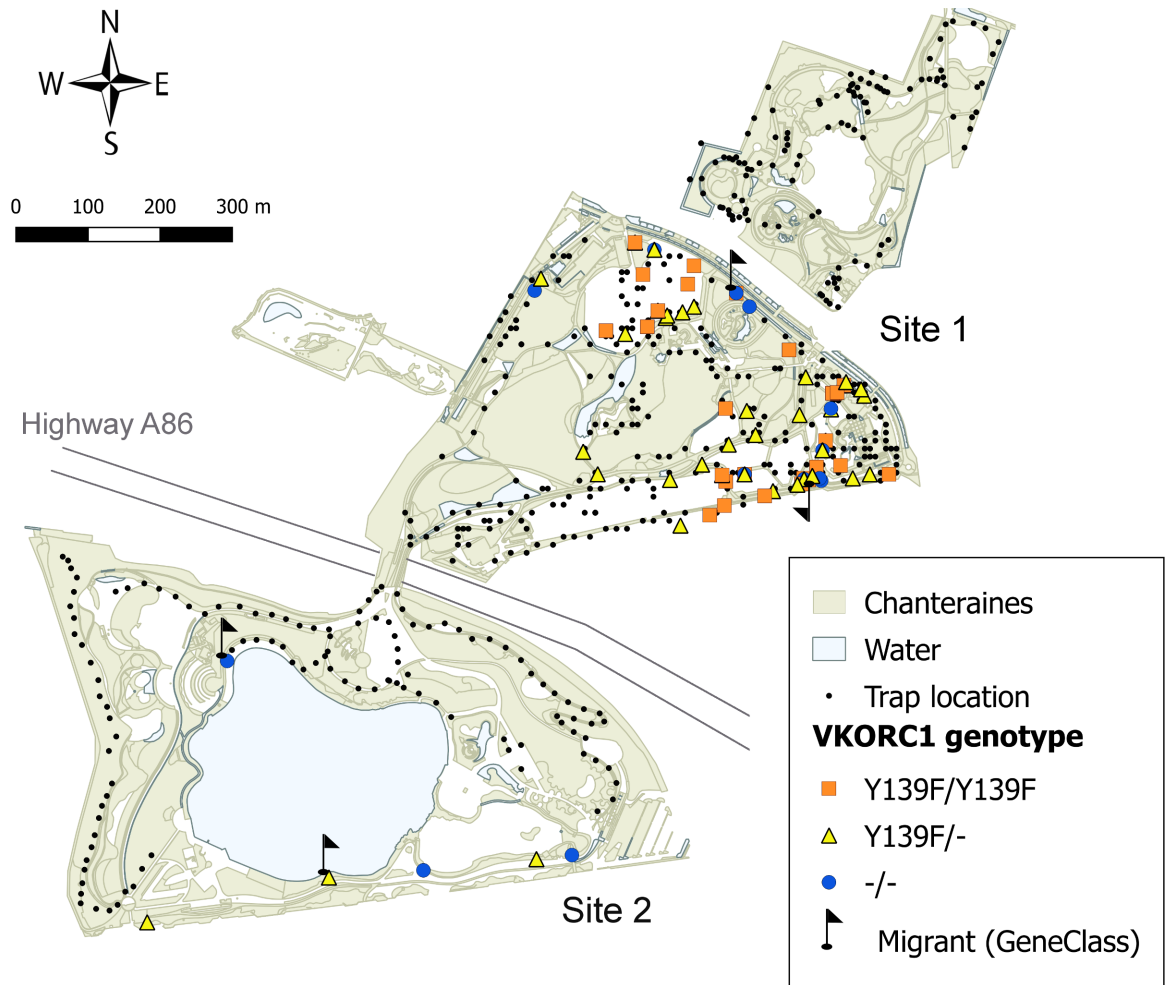 N
W E
S
0 100 200 300 m
Site 1
Highway A86
Chanteraines
Water
Trap location
VKORC1 genotype
Y139F/Y139F
Y139F/-
-/-
Migrant (GeneClass)
Site 2